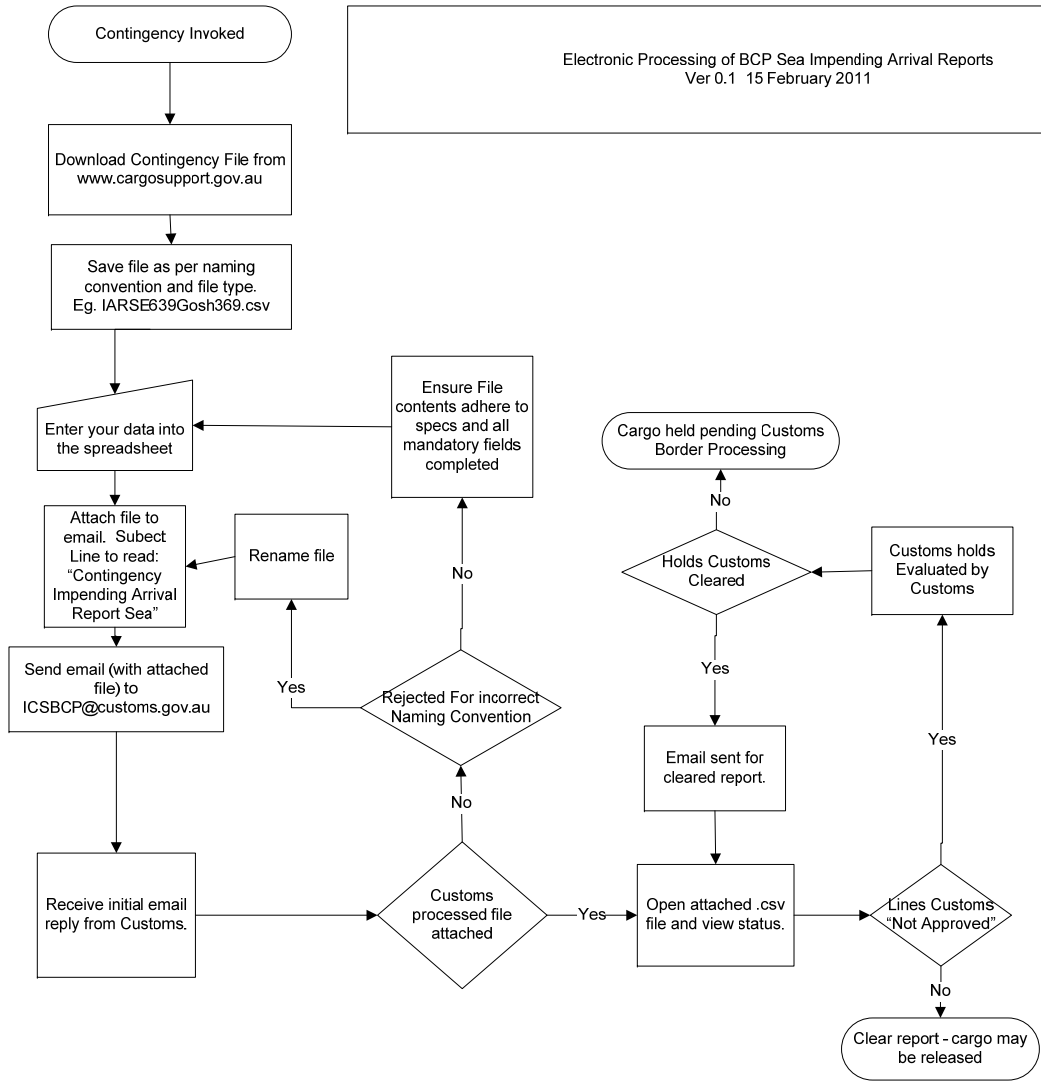 Contingency Invoked
Electronic Processing of BCP Sea Impending Arrival Reports
Ver 0.1  15 February 2011
Download Contingency File from
www.cargosupport.gov.au
Save file as per naming
convention and file type.
Eg. IARSE639Gosh369.csv
Enter your data into
the spreadsheet
Ensure File
contents adhere to
specs and all
mandatory fields
completed
Attach file to
email.  Subect
Line to read:
“Contingency
Impending Arrival
Report Sea”
Rename file
Send email (with attached
file) to
ICSBCP@customs.gov.au
Yes
No
Rejected For incorrect
Naming Convention
No
Receive initial email
reply from Customs.
Customs
processed file
attached
Yes
Cargo held pending Customs
Border Processing
No
Holds Customs
Cleared
Customs holds
Evaluated by
Customs
Yes
Email sent for
cleared report.
Yes
Open attached .csv
file and view status.
Lines Customs
“Not Approved”
No
Clear report - cargo may
be released